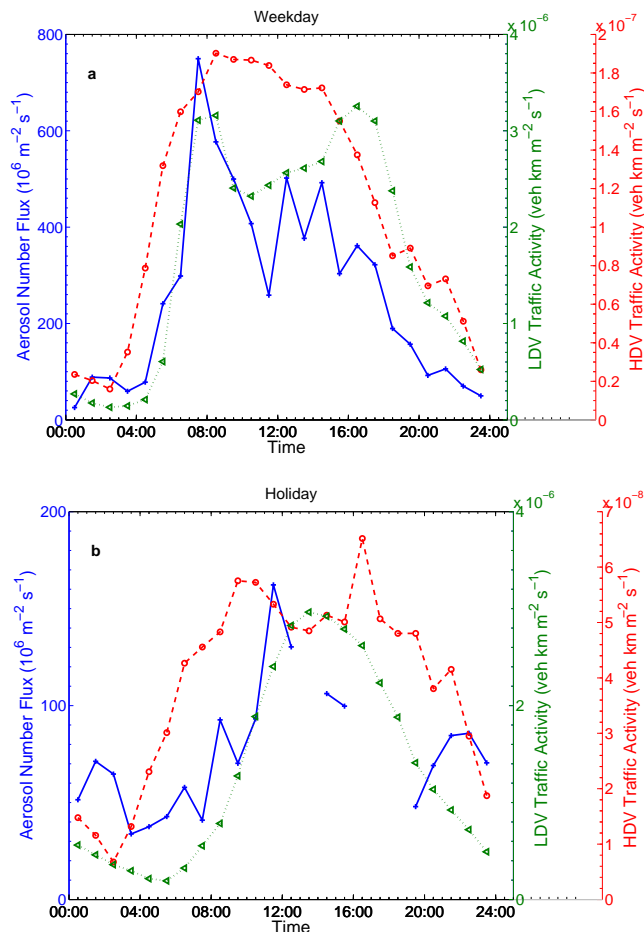 Weekday
x 10⁻⁶
x 10⁻⁷
a
800
600
400
200
0
Aerosol Number Flux (10⁶ m⁻² s⁻¹)
4
3
2
1
0
LDV Traffic Activity (veh km m⁻² s⁻¹)
2
1.8
1.6
1.4
1.2
1
0.8
0.6
0.4
0.2
0
HDV Traffic Activity (veh km m⁻² s⁻¹)
00:00 04:00 08:00 12:00 16:00 20:00 24:00
Time
Holiday
x 10⁻⁶
x 10⁻⁸
b
200
100
0
Aerosol Number Flux (10⁶ m⁻² s⁻¹)
4
2
0
LDV Traffic Activity (veh km m⁻² s⁻¹)
7
6
5
4
3
2
1
0
HDV Traffic Activity (veh km m⁻² s⁻¹)
00:00 04:00 08:00 12:00 16:00 20:00 24:00
Time